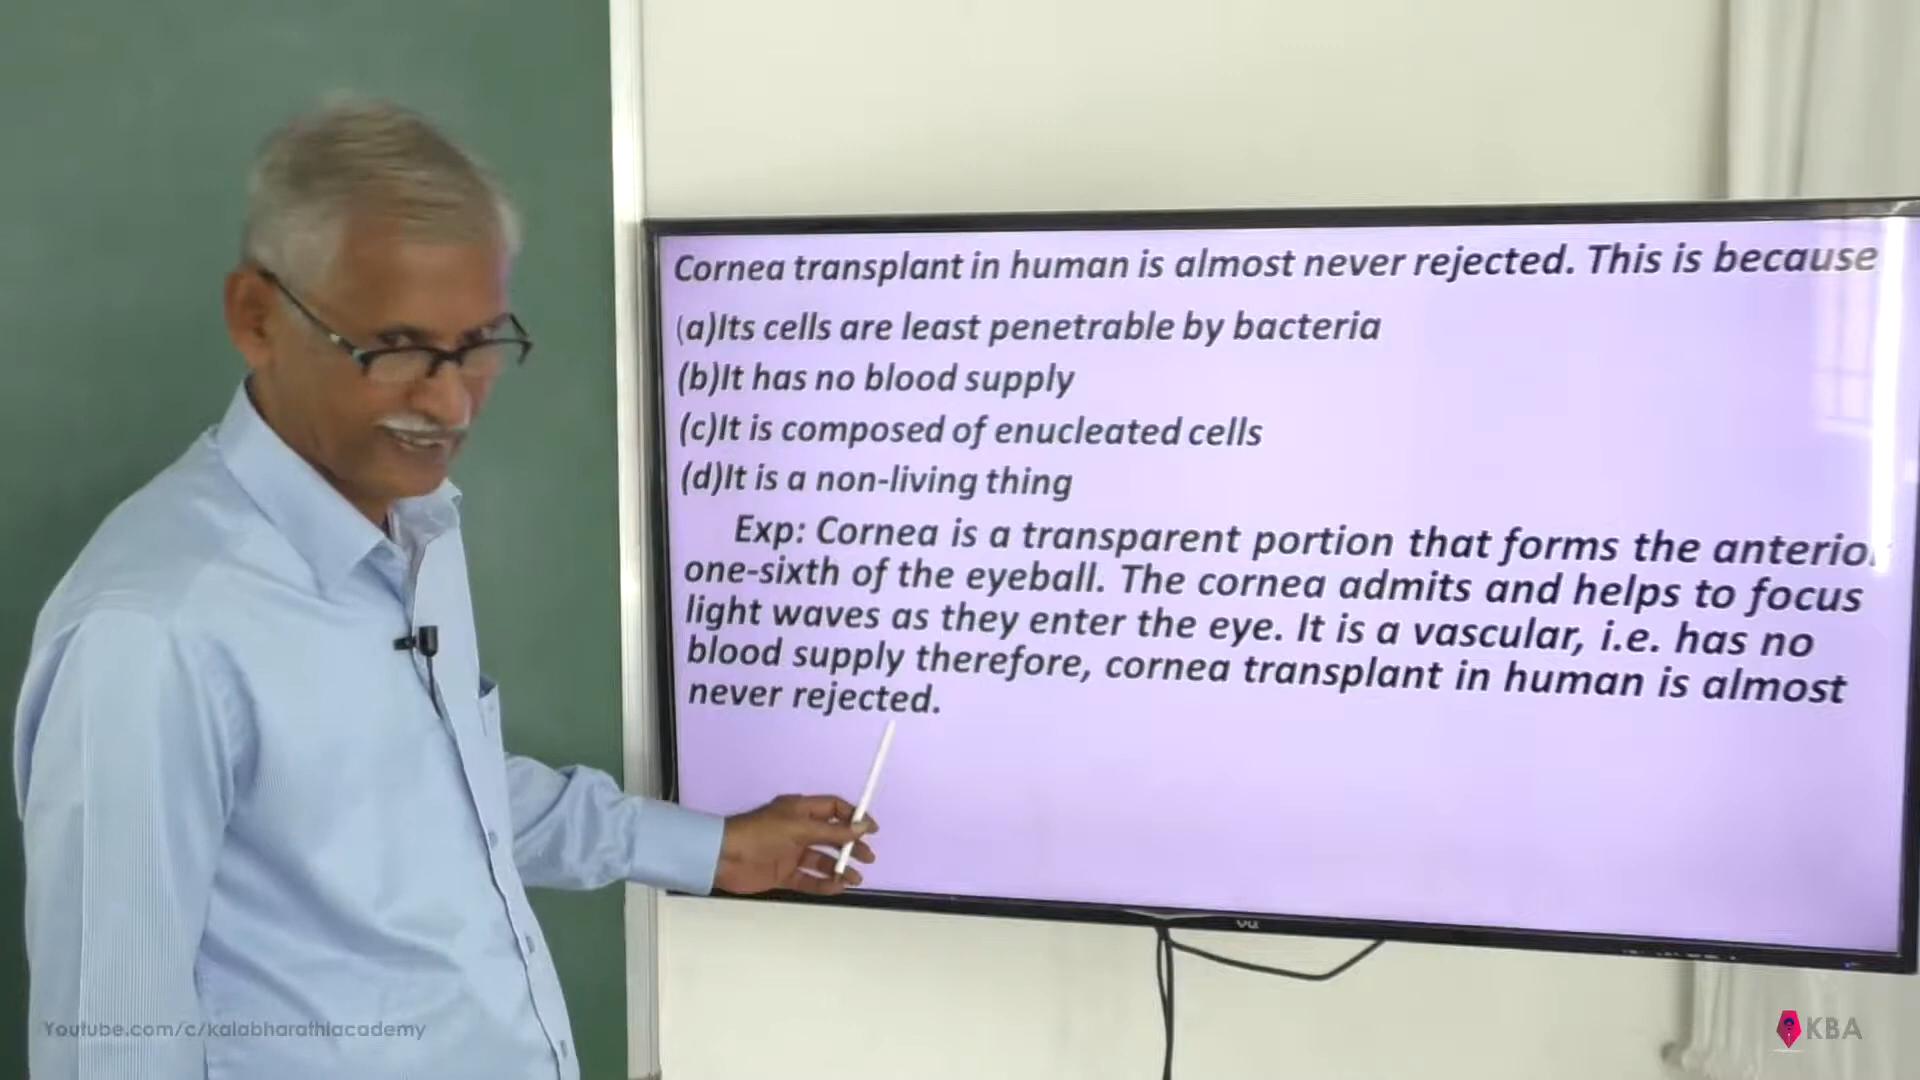 Cornea transplant in human is almost never rejected. This is because
(a)Its cells are least penetrable by bacteria
(b)It has no blood supply
(c)It is composed of enucleated cells
(d)It is a non-living thing
Exp: Cornea is a transparent portion that forms the anterior
one-sixth of the eyeball. The cornea admits and helps to focus
light waves as they enter the eye. It is a vascular, i.e. has no
blood supply therefore, cornea transplant in human is almost
never rejected.
VU
Youtube.com/c/kalabharathiacademy
KBA